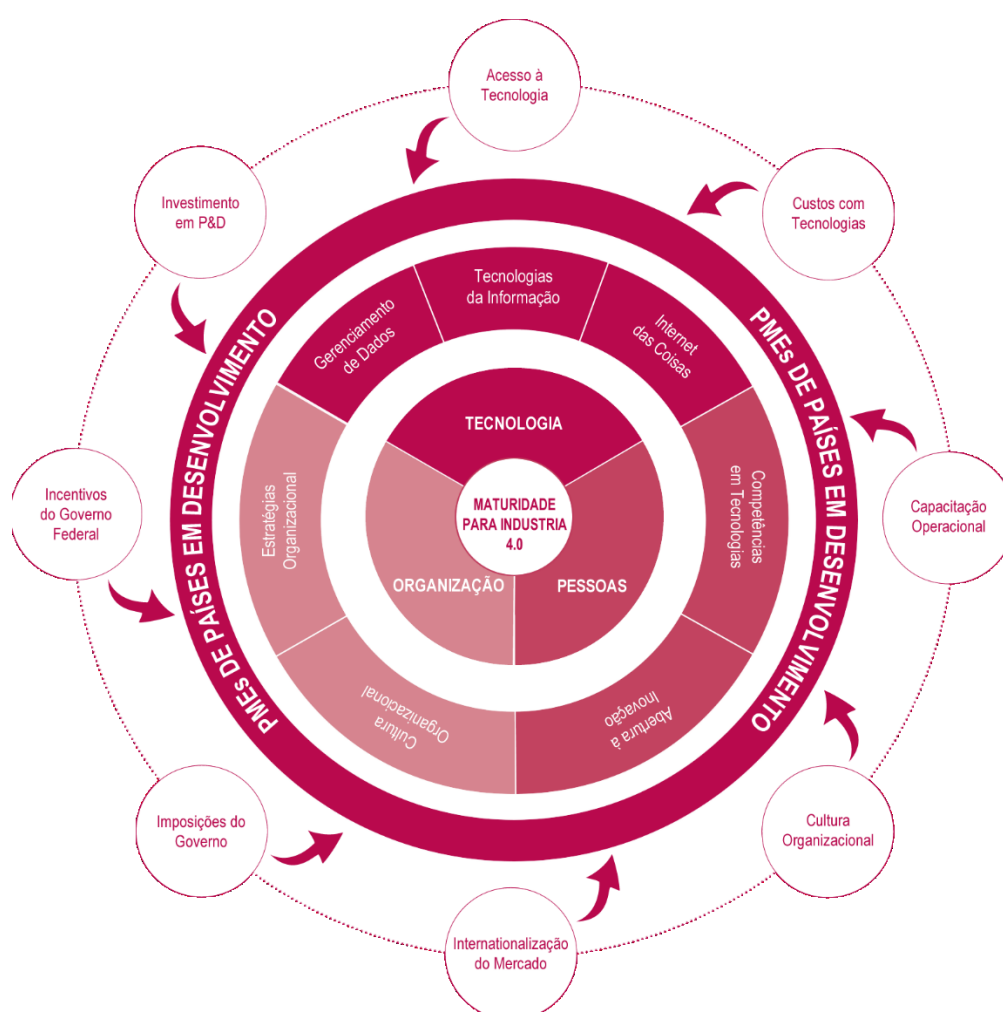 Acesso à
Tecnologia
Investimento
em P&D
Custos com
Tecnologias
Tecnologias
da Informação
Gerenciamento
de Dados
Internet
das Coisas
PMEs DE PAÍSES EM DESENVOLVIMENTO
PMEs DE PAÍSES EM DESENVOLVIMENTO
TECNOLOGIA
Incentivos
do Governo
Federal
Estratégias
Organizacional
MATURIDADE
PARA INDUSTRIA
4.0
Competências
em Tecnologias
Capacitação
Operacional
ORGANIZAÇÃO
PESSOAS
Cultura
Organizacional
Abertura à
Inovação
Imposições do
Governo
Cultura
Organizacional
Internationalização
do Mercado